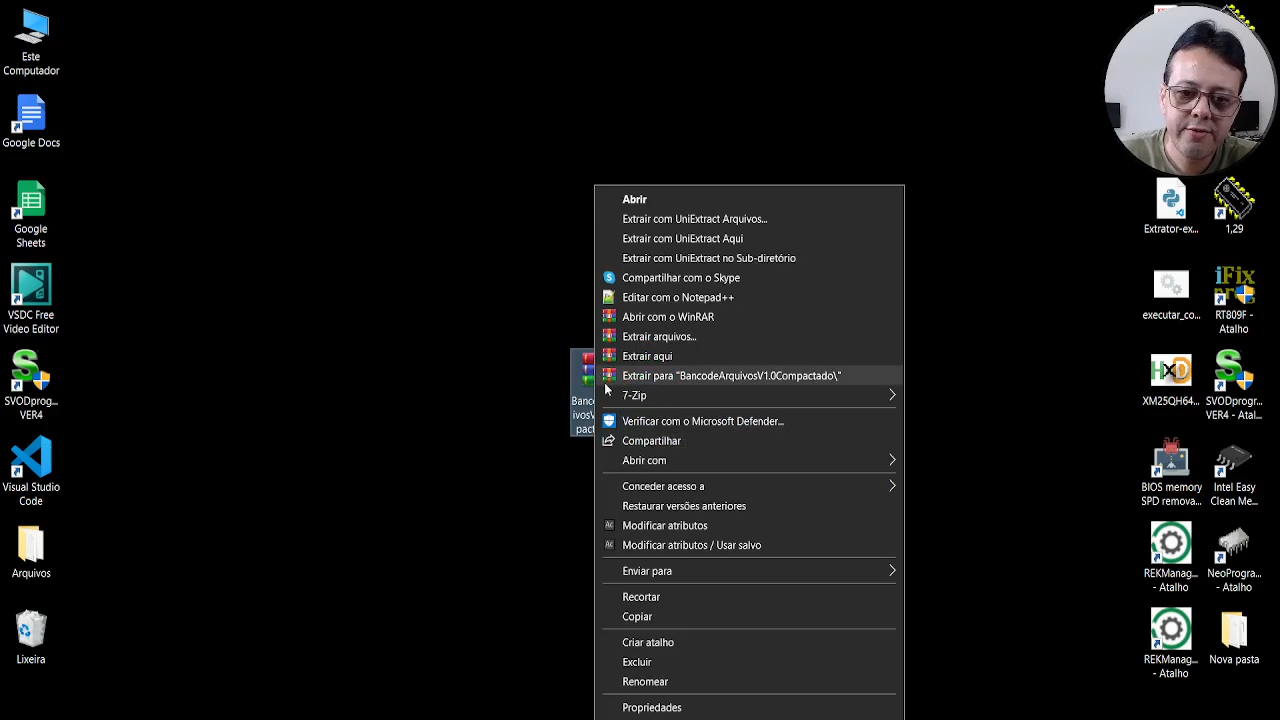 Este
Computador
Google Docs
Google
Sheets
VSDC Free
Video Editor
SVODprog...
VER4
Visual Studio
Code
Arquivos
Lixeira
Abrir
Extrair com UniExtract Arquivos...
Extrair com UniExtract Aqui
Extrair com UniExtract no Sub-diretório
Compartilhar com o Skype
Editar com o Notepad++
Abrir com o WinRAR
Extrair arquivos...
Extrair aqui
Extrair para "BancodeArquivosV1.0Compactado\"
7-Zip
Verificar com o Microsoft Defender...
Compartilhar
Abrir com
Conceder acesso a
Restaurar versões anteriores
Ac Modificar atributos
Ac Modificar atributos / Usar salvo
Enviar para
Recortar
Copiar
Criar atalho
Excluir
Renomear
Propriedades
Extrator-ex...
1,29
executar_co...
iFix
RT809F -
Atalho
HxD
XM25QH64...
SVODprog...
VER4 - Atal...
BIOS memory
SPD remova...
Intel Easy
Clean Me...
REKManag...
- Atalho
NeoProgra...
- Atalho
REKManag...
- Atalho
Nova pasta